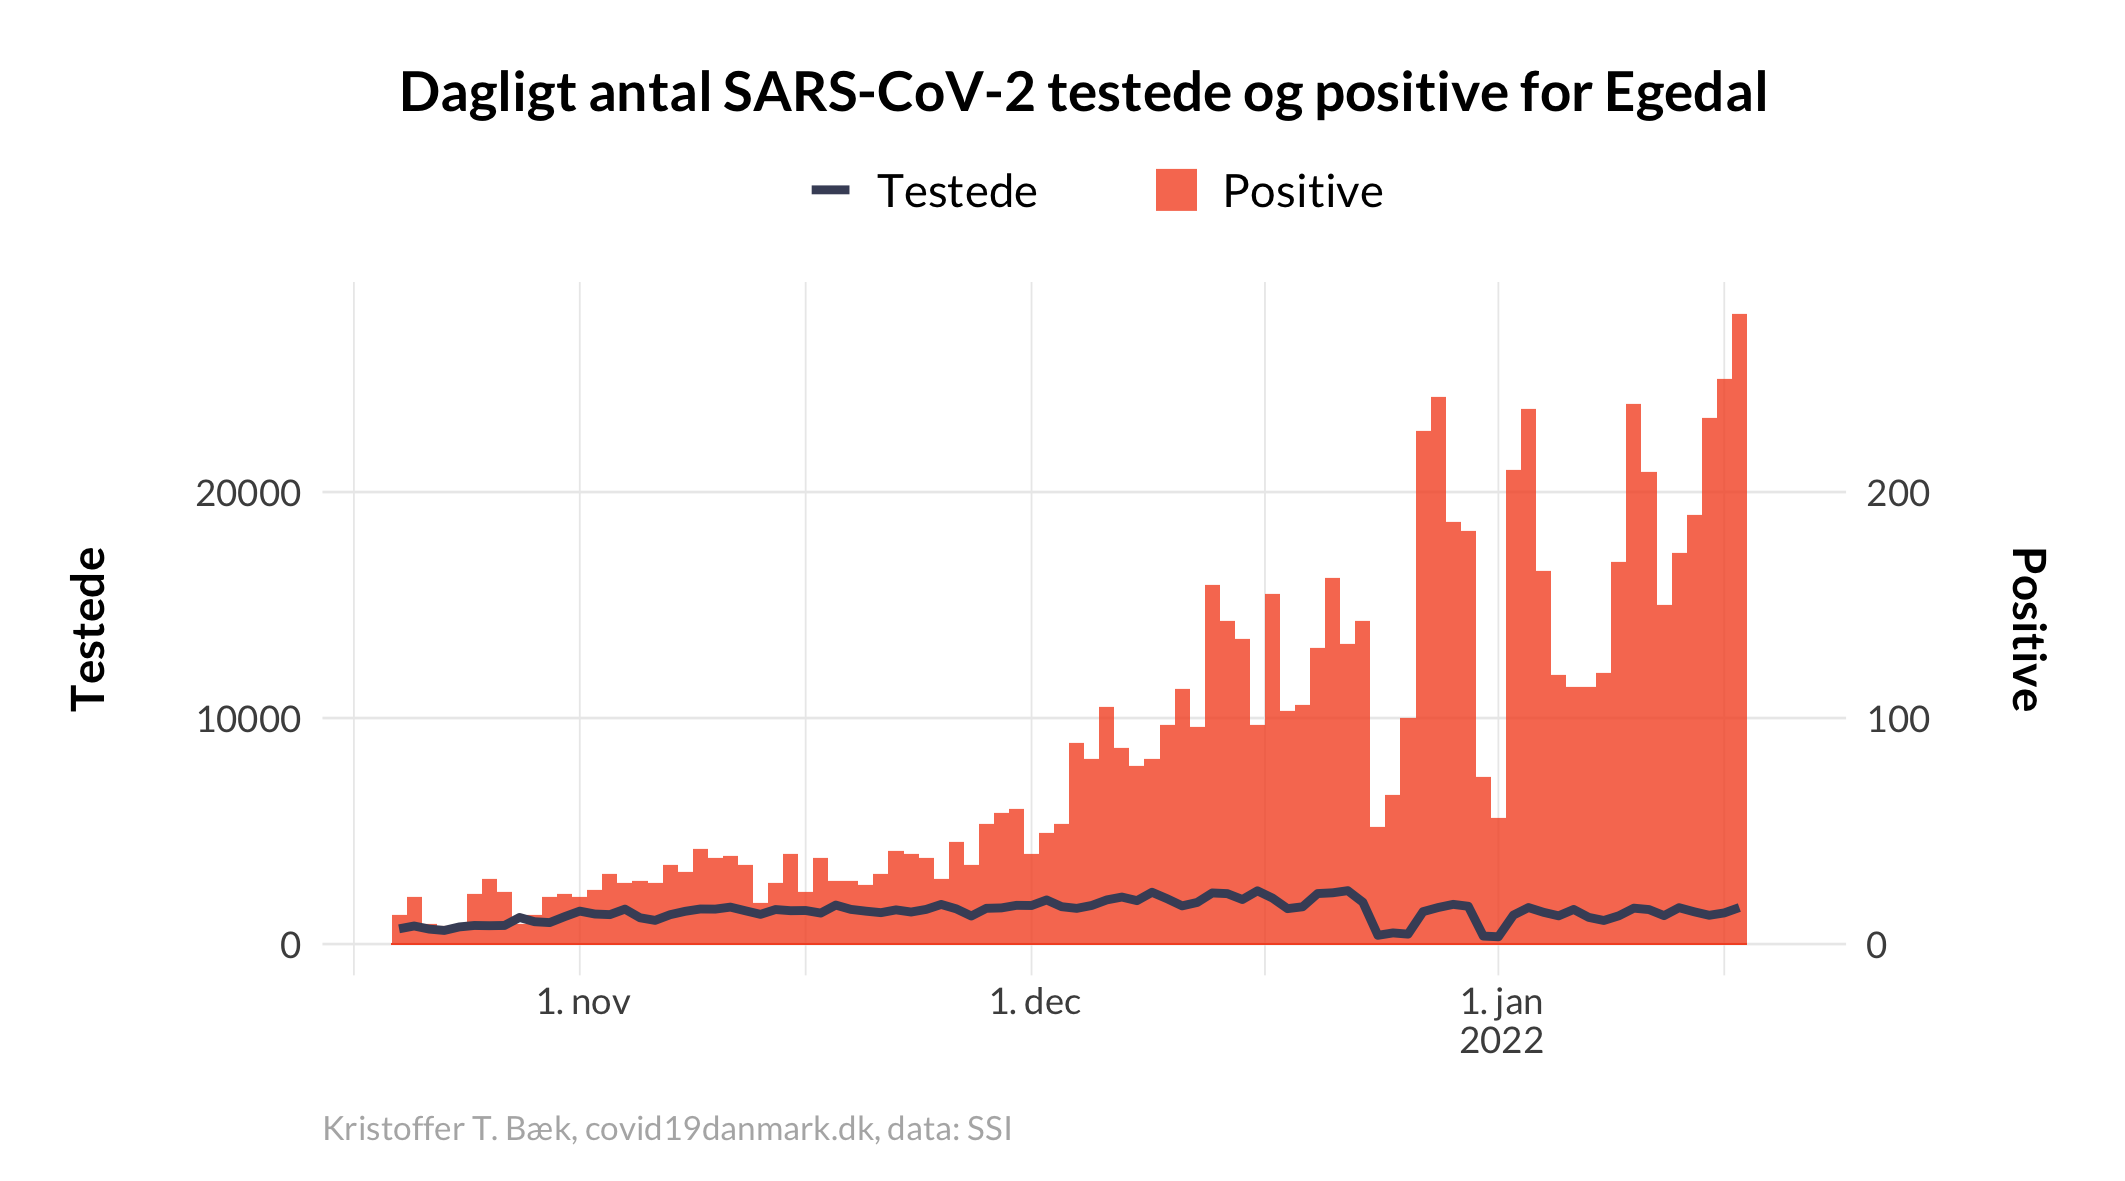 Dagligt antal SARS-CoV-2 testede og positive for Egedal
Testede
Positive
Testede
20000
10000
0
200
100
0
Positive
1. nov
1. dec
1. jan
2022
Kristoffer T. Bæk, covid19danmark.dk, data: SSI